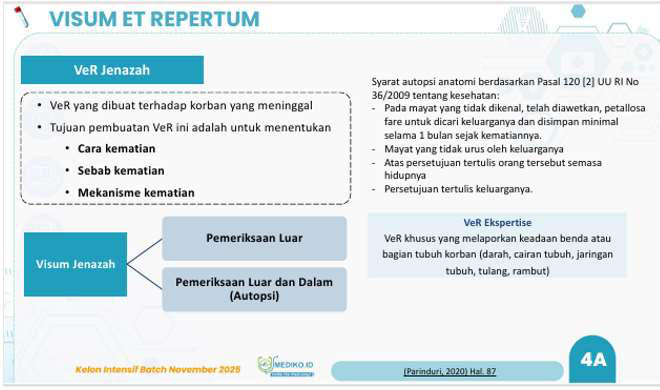 VISUM ET REPERTUM
VeR Jenazah
• VeR yang dibuat terhadap korban yang meninggal
• Tujuan pembuatan VeR ini adalah untuk menentukan
• Cara kematian
• Sebab kematian
• Mekanisme kematian
Syarat autopsi anatomi berdasarkan Pasal 120 [2] UU RI No
36/2009 tentang kesehatan:
- Pada mayat yang tidak dikenal, telah diawetkan, petallosa
fare untuk dicari keluarganya dan disimpan minimal
selama 1 bulan sejak kematiannya.
- Mayat yang tidak urus oleh keluarganya
- Atas persetujuan tertulis orang tersebut semasa
hidupnya
- Persetujuan tertulis keluarganya.
Visum Jenazah
Pemeriksaan Luar
Pemeriksaan Luar dan Dalam
(Autopsi)
VeR Ekspertise
VeR khusus yang melaporkan keadaan benda atau
bagian tubuh korban (darah, cairan tubuh, jaringan
tubuh, tulang, rambut)
Kelon Intensif Batch November 2025
MEDIKO.ID
(Parinduri, 2020) Hal. 87
4A